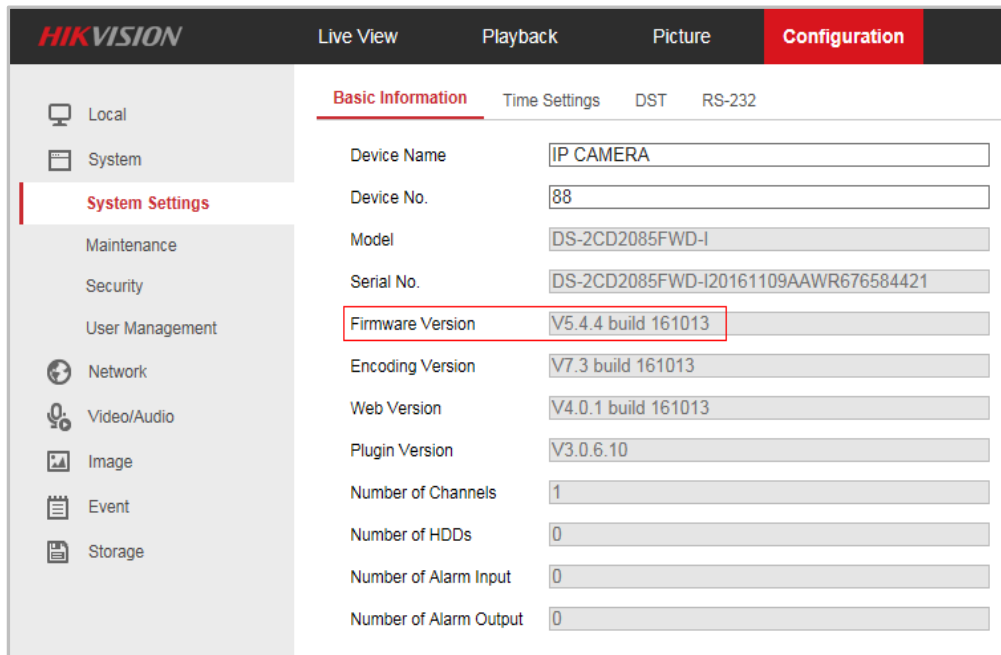 HIKVISION
Live View Playback Picture Configuration
Local
System
System Settings
Maintenance
Security
User Management
Network
Video/Audio
Image
Event
Storage
Basic Information Time Settings DST RS-232
Device Name IP CAMERA
Device No. 88
Model DS-2CD2085FWD-I
Serial No. DS-2CD2085FWD-I20161109AAWR676584421
Firmware Version V5.4.4 build 161013
Encoding Version V7.3 build 161013
Web Version V4.0.1 build 161013
Plugin Version V3.0.6.10
Number of Channels 1
Number of HDDs 0
Number of Alarm Input 0
Number of Alarm Output 0